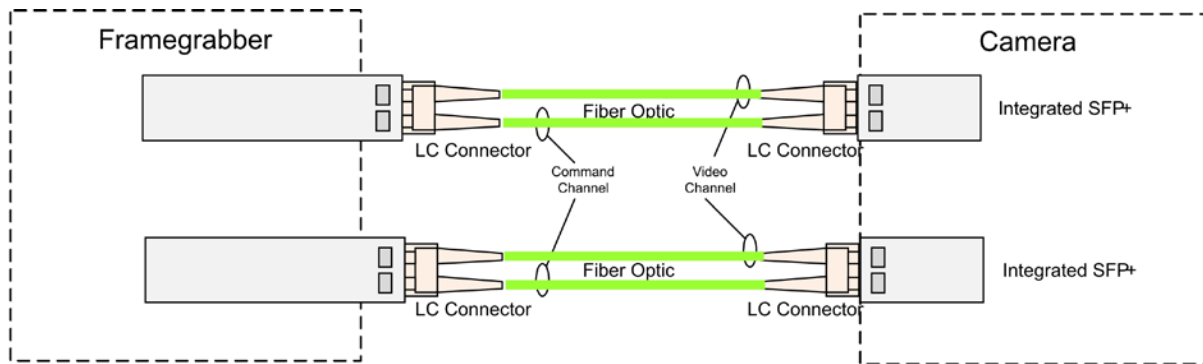 Framegrabber
Camera
Fiber Optic
Integrated SFP+
LC Connector
LC Connector
Command
Channel
Video
Channel
Fiber Optic
Integrated SFP+
LC Connector
LC Connector